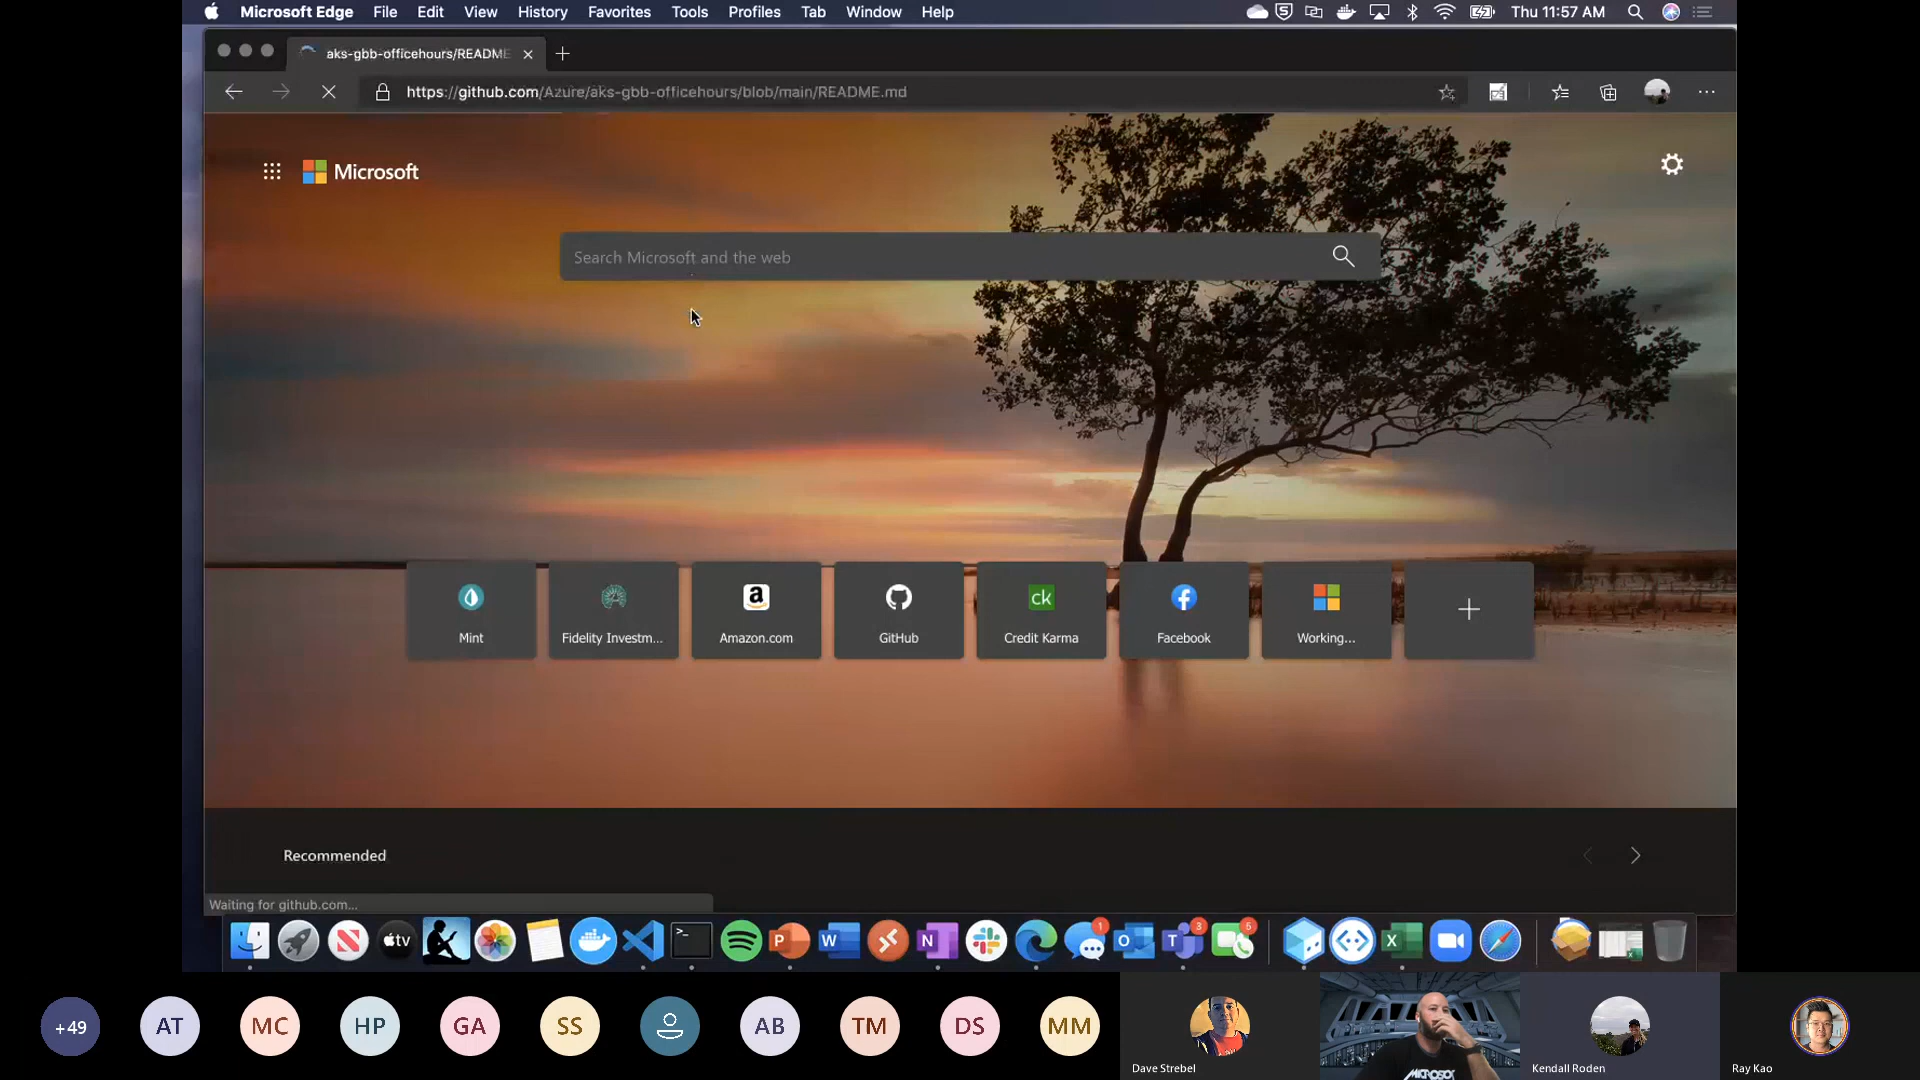 Microsoft Edge File Edit View History Favorites Tools Profiles Tab Window Help Thu 11:57 AM
aks-gbb-officehours/README
https://github.com/Azure/aks-gbb-officehours/blob/main/README.md
Microsoft
Search Microsoft and the web
Mint
Fidelity Investm...
Amazon.com
GitHub
Credit Karma
Facebook
Working...
Recommended
Waiting for github.com...
+49
AT
MC
HP
GA
SS
AB
TM
DS
MM
Dave Strebel
Kendall Roden
Ray Kao